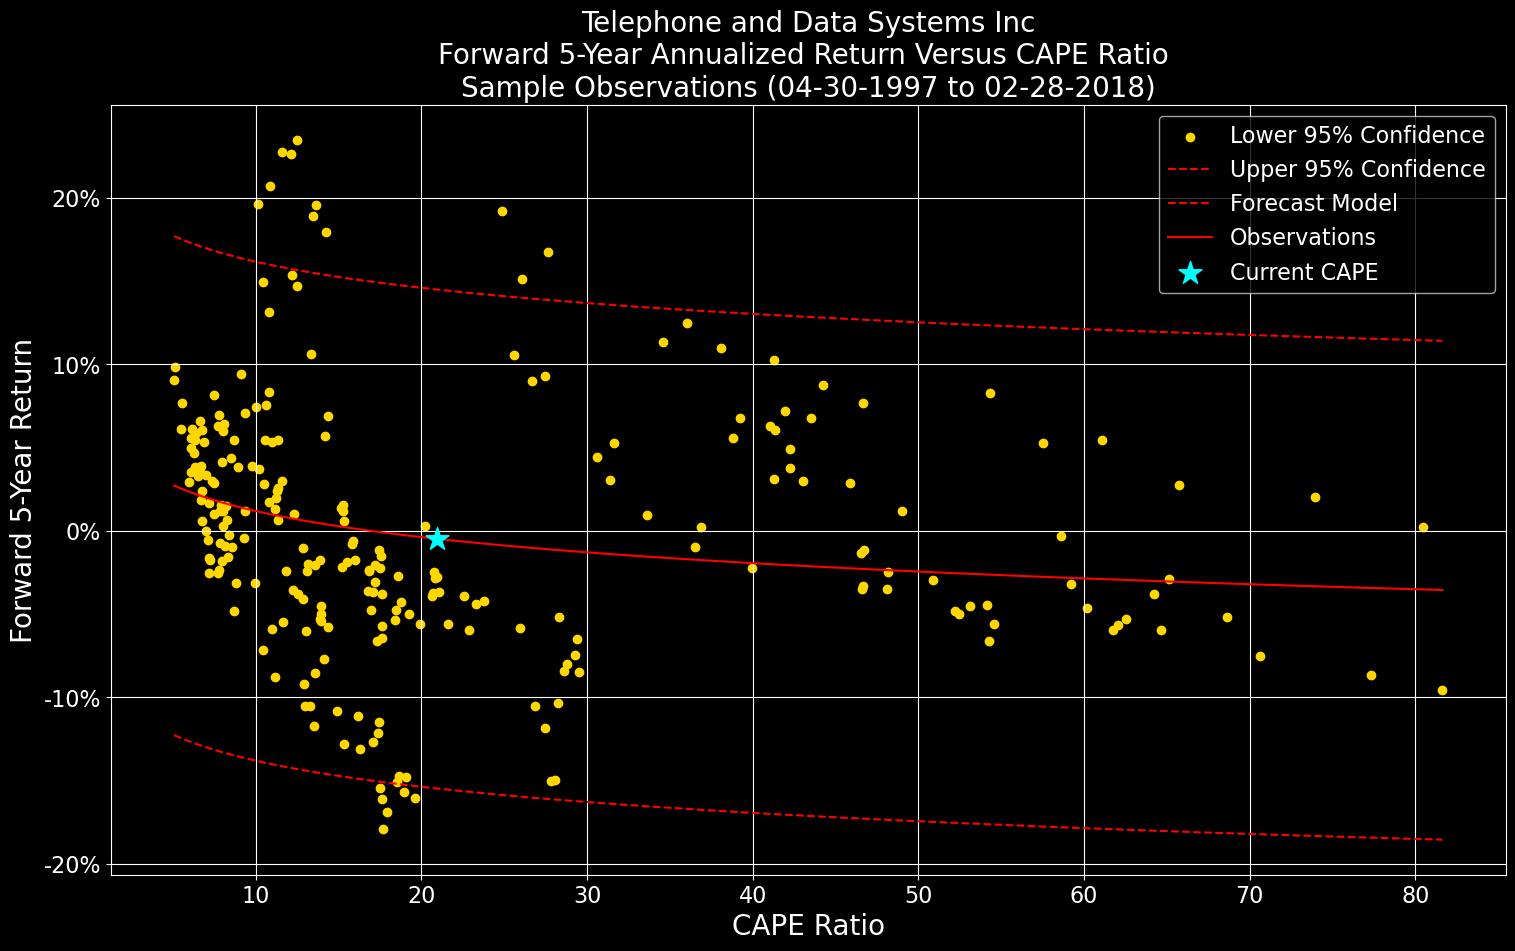 Telephone and Data Systems Inc
Forward 5-Year Annualized Return Versus CAPE Ratio
Sample Observations (04-30-1997 to 02-28-2018)
Lower 95% Confidence
Upper 95% Confidence
Forecast Model
Observations
Current CAPE
Forward 5-Year Return
20%
10%
0%
-10%
-20%
10 20 30 40 50 60 70 80
CAPE Ratio